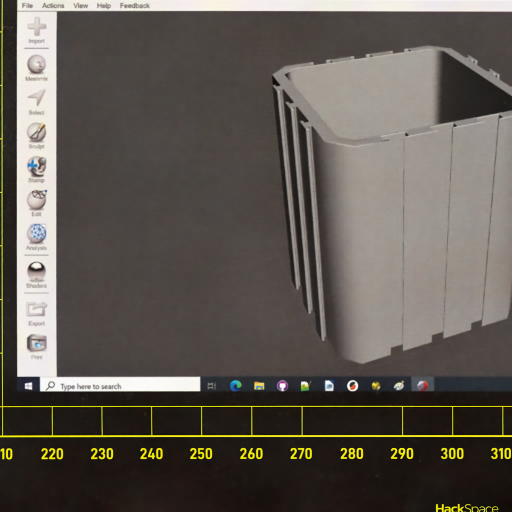 File Actions View Help Feedback
Import
Meshmix
Select
Sculpt
Stamp
Edit
Analysis
Shaders
Export
Print
Type here to search
10 220 230 240 250 260 270 280 290 300 310
HackSpace